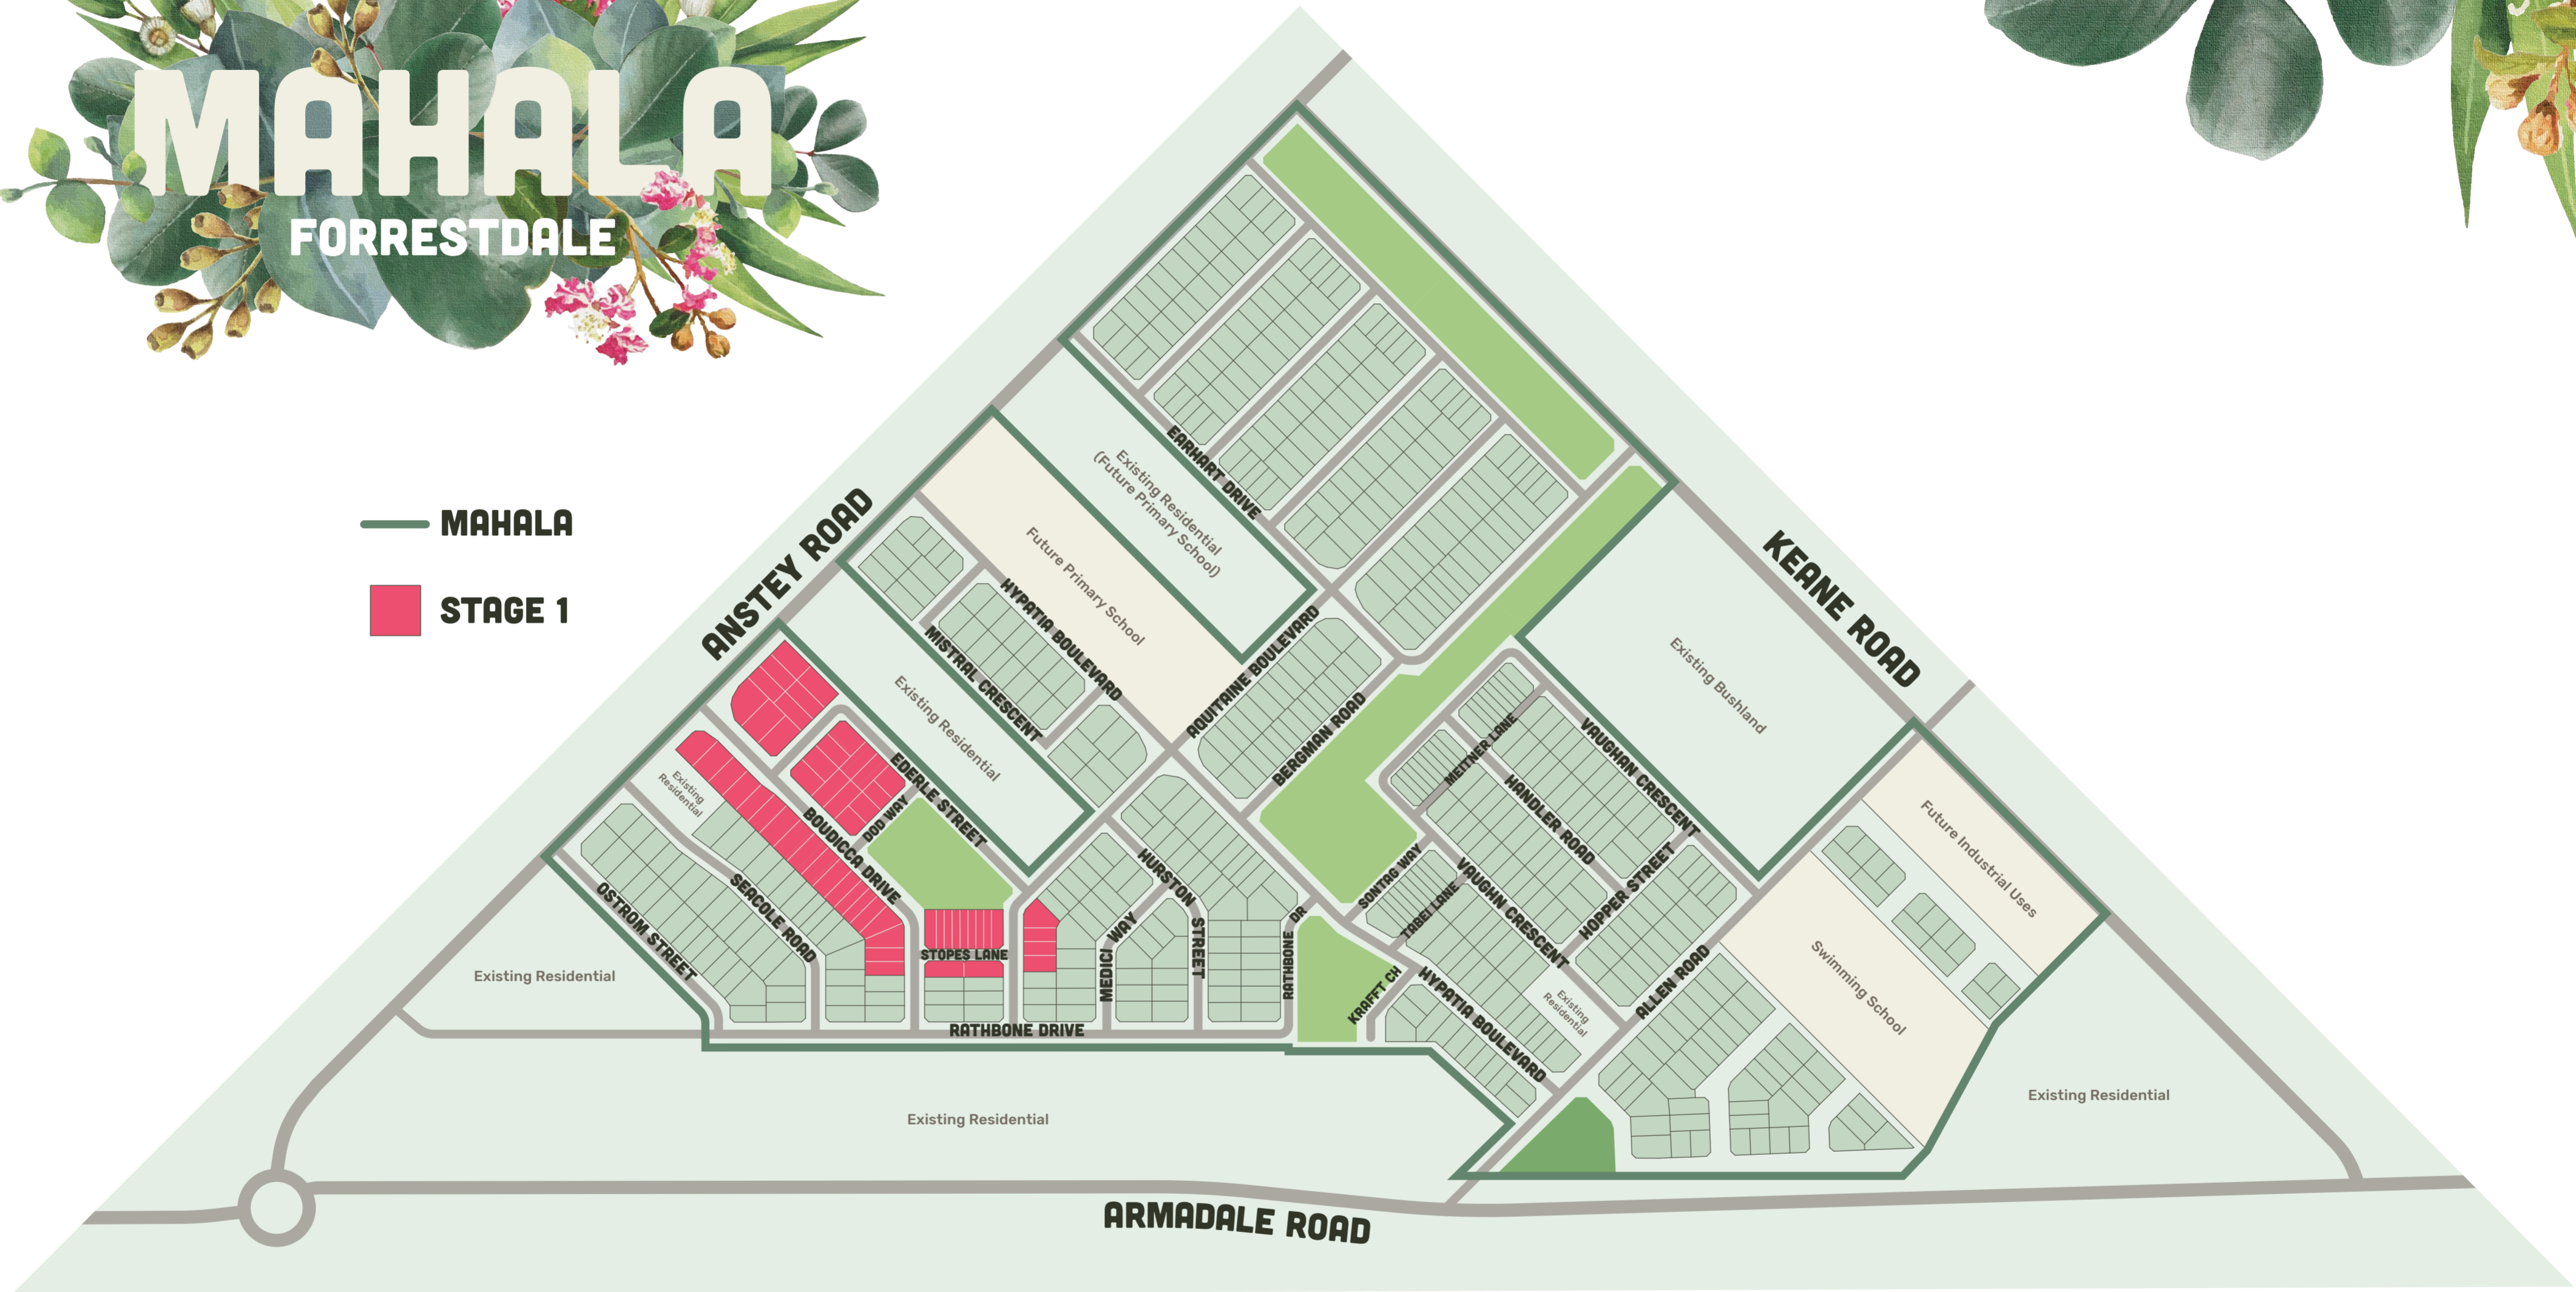 MAHALA
FORRESTDALE
MAHALA
STAGE 1
ANSTEY ROAD
KEANE ROAD
ARMADALE ROAD
EARHART DRIVE
Existing Residential
(Future Primary School)
Future Primary School
HYPATIA BOULEVARD
MISTRAL CRESCENT
Existing Residential
AQUITAINE BOULEVARD
BERGMAN ROAD
Existing Bushland
VAUGHAN CRESCENT
MEITNER LANE
HANDLER ROAD
HOPPER STREET
VAUGHN CRESCENT
SONTAG WAY
TABEI LANE
ALLEN ROAD
Future Industrial Uses
Swimming School
Existing
Residential
EDERLE STREET
DOD WAY
BOUDICCA DRIVE
Existing
Residential
SEACOLE ROAD
OSTROM STREET
STOPES LANE
HURSTON
STREET
MEDICI WAY
RATHBONE DR
KRAFFT CH
HYPATIA BOULEVARD
RATHBONE DRIVE
Existing Residential
Existing Residential
Existing Residential